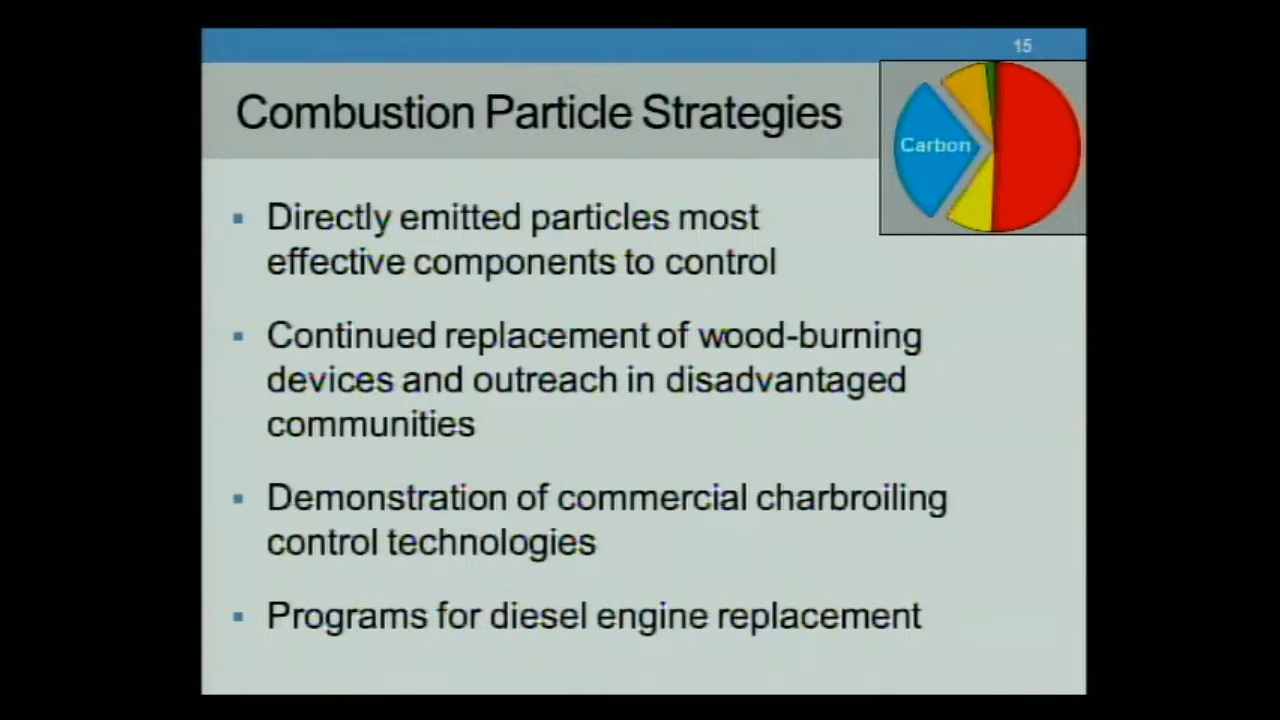 15
Combustion Particle Strategies
Carbon
▪ Directly emitted particles most
effective components to control
▪ Continued replacement of wood-burning
devices and outreach in disadvantaged
communities
▪ Demonstration of commercial charbroiling
control technologies
▪ Programs for diesel engine replacement